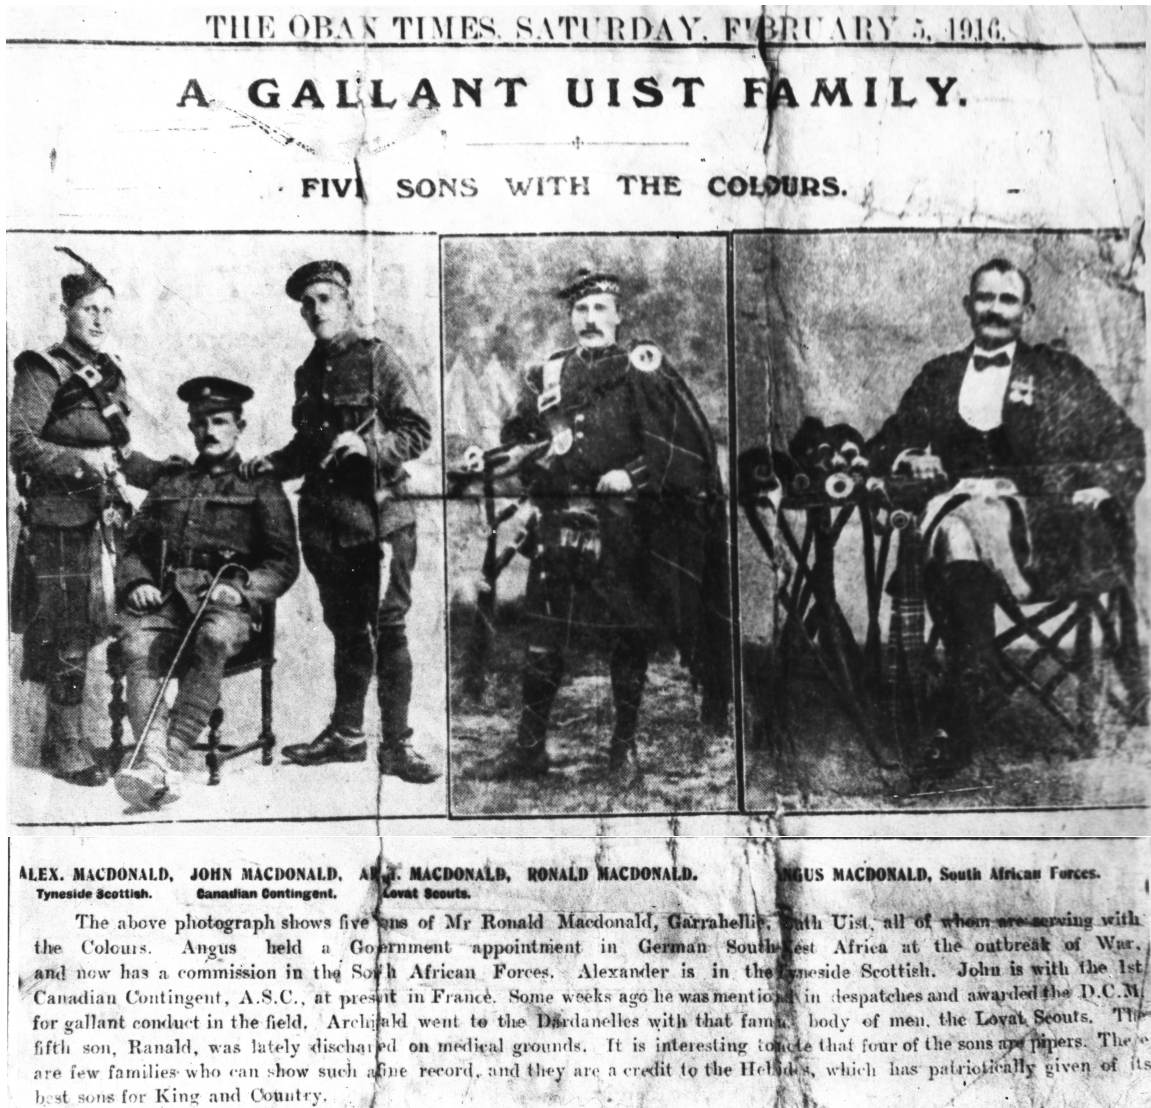 THE OBAN TIMES, SATURDAY, FEBRUARY 5, 1916.
A GALLANT UIST FAMILY.
FIVE SONS WITH THE COLOURS.
ALEX. MACDONALD, JOHN MACDONALD, MACDONALD, RONALD MACDONALD. ANGUS MACDONALD, South African Forces.
Tyneside Scottish. Canadian Contingent. Lovat Scouts.
The above photograph shows five sons of Mr Ronald Macdonald, Garrahellie, South Uist, all of whom are serving with
the Colours. Angus held a Government appointment in German South-West Africa at the outbreak of War,
and now has a commission in the South African Forces. Alexander is in the Tyneside Scottish. John is with the 1st
Canadian Contingent, A.S.C., at present in France. Some weeks ago he was mentioned in despatches and awarded the D.C.M.
for gallant conduct in the field. Archibald went to the Dardanelles with that famous body of men, the Lovat Scouts. The
fifth son, Ranald, was lately discharged on medical grounds. It is interesting to note that four of the sons are pipers. There
are few families who can show such a fine record, and they are a credit to the Hebrides, which has patriotically given of its
best sons for King and Country.